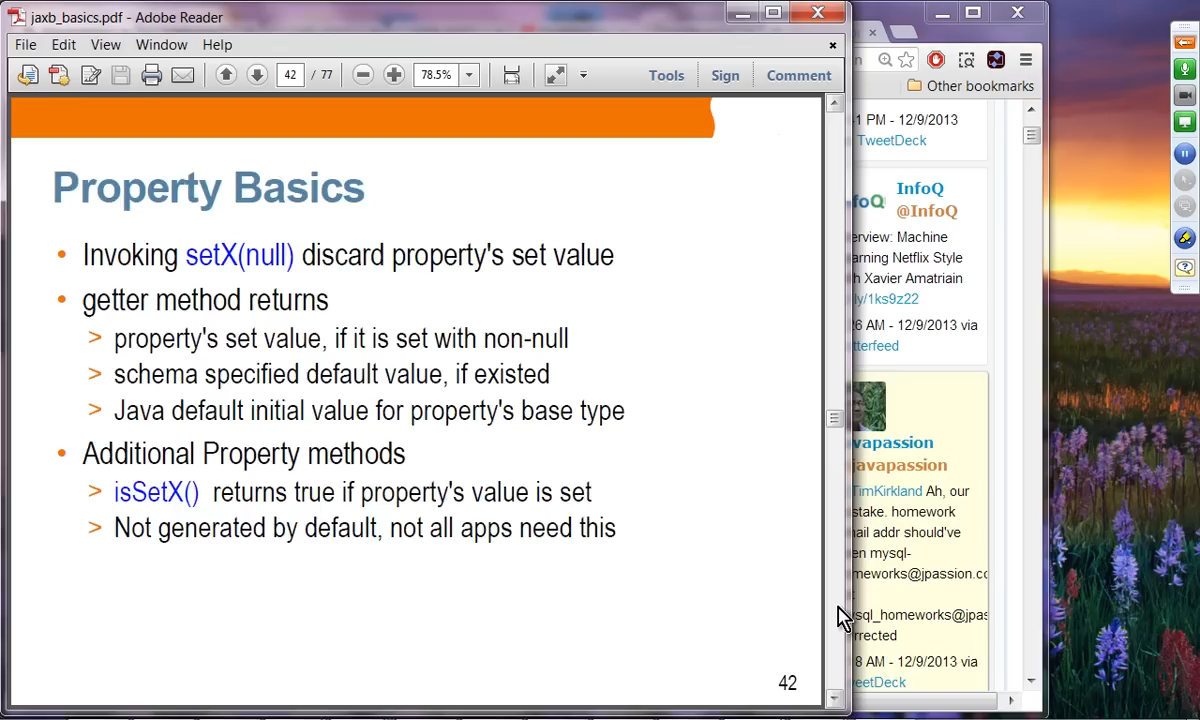 jaxb_basics.pdf - Adobe Reader
File Edit View Window Help
42 / 77 78.5% Tools Sign Comment
Property Basics
• Invoking setX(null) discard property's set value
• getter method returns
> property's set value, if it is set with non-null
> schema specified default value, if existed
> Java default initial value for property's base type
• Additional Property methods
> isSetX() returns true if property's value is set
> Not generated by default, not all apps need this
42
Other bookmarks
1 PM - 12/9/2013
TweetDeck
InfoQ
foQ @InfoQ
erview: Machine
arning Netflix Style
h Xavier Amatriain
ly/1ks9z22
26 AM - 12/9/2013 via
tterfeed
vapassion
javapassion
TimKirkland Ah, our
stake. homework
ail addr should've
en mysql-
meworks@jpassion.co
ysql_homeworks@jpas
rrected
8 AM - 12/9/2013 via
weetDeck